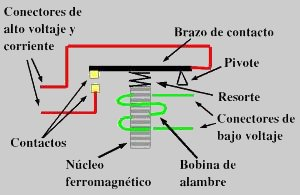 Conectores de
alto voltaje y
corriente
Brazo de contacto
Pivote
Resorte
Conectores de
bajo voltaje
Contactos
Núcleo
ferromagnético
Bobina de
alambre